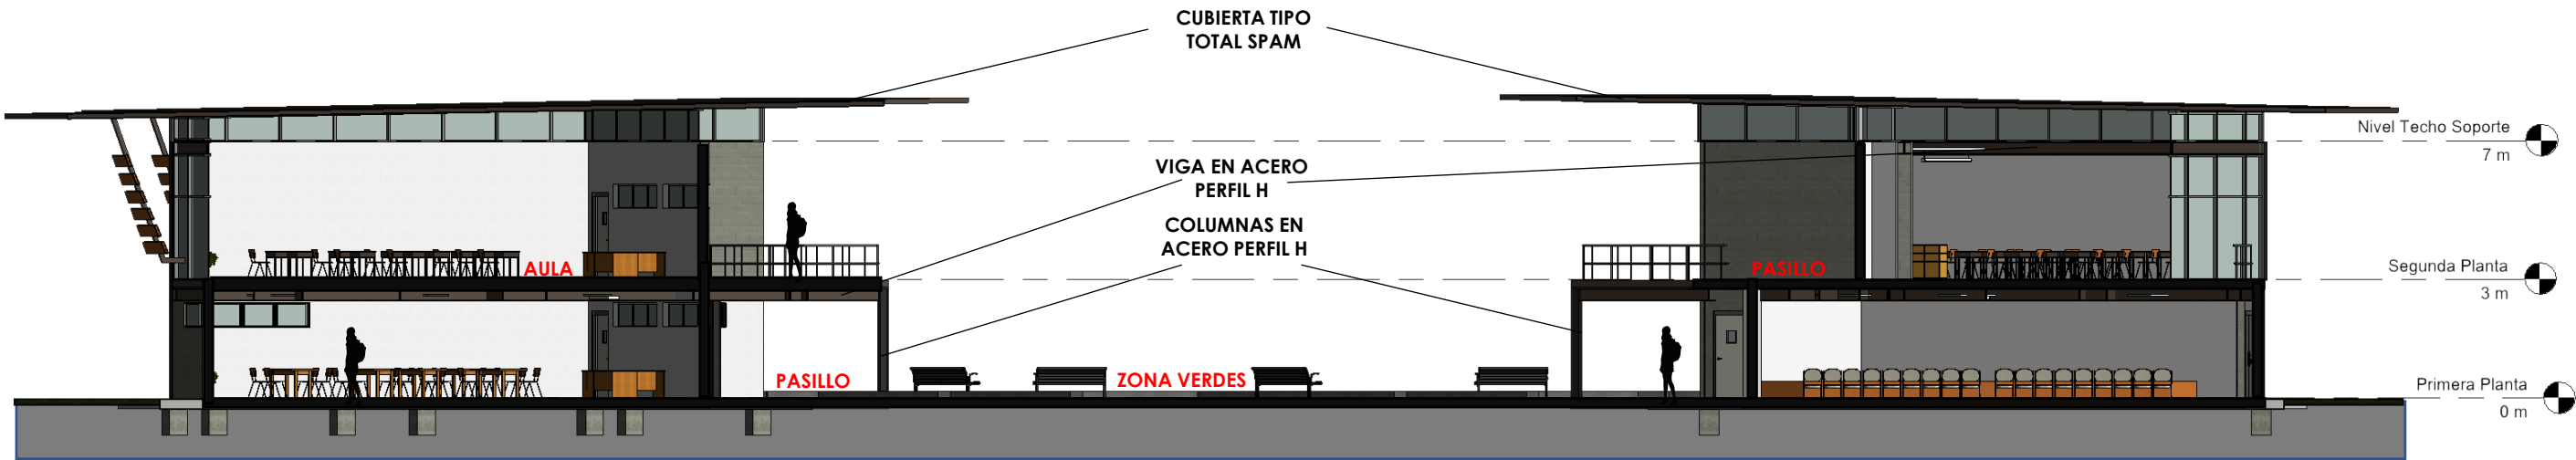 CUBIERTA TIPO
TOTAL SPAM
Nivel Techo Soporte
7 m
VIGA EN ACERO
PERFIL H
COLUMNAS EN
ACERO PERFIL H
AULA
PASILLO
Segunda Planta
3 m
PASILLO
ZONA VERDES
Primera Planta
0 m